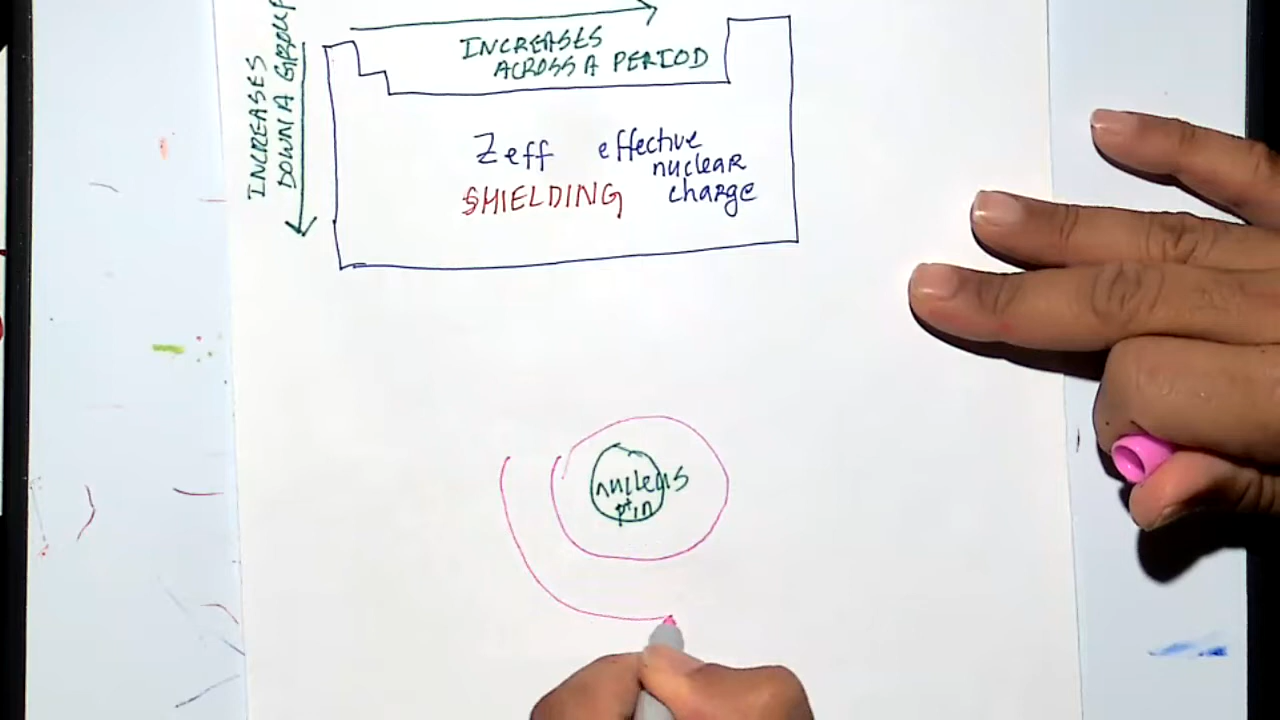 INCREASES
DOWN A GROUP
INCREASES
ACROSS A PERIOD
Zeff effective
nuclear
SHIELDING charge
nucleus
p+ n